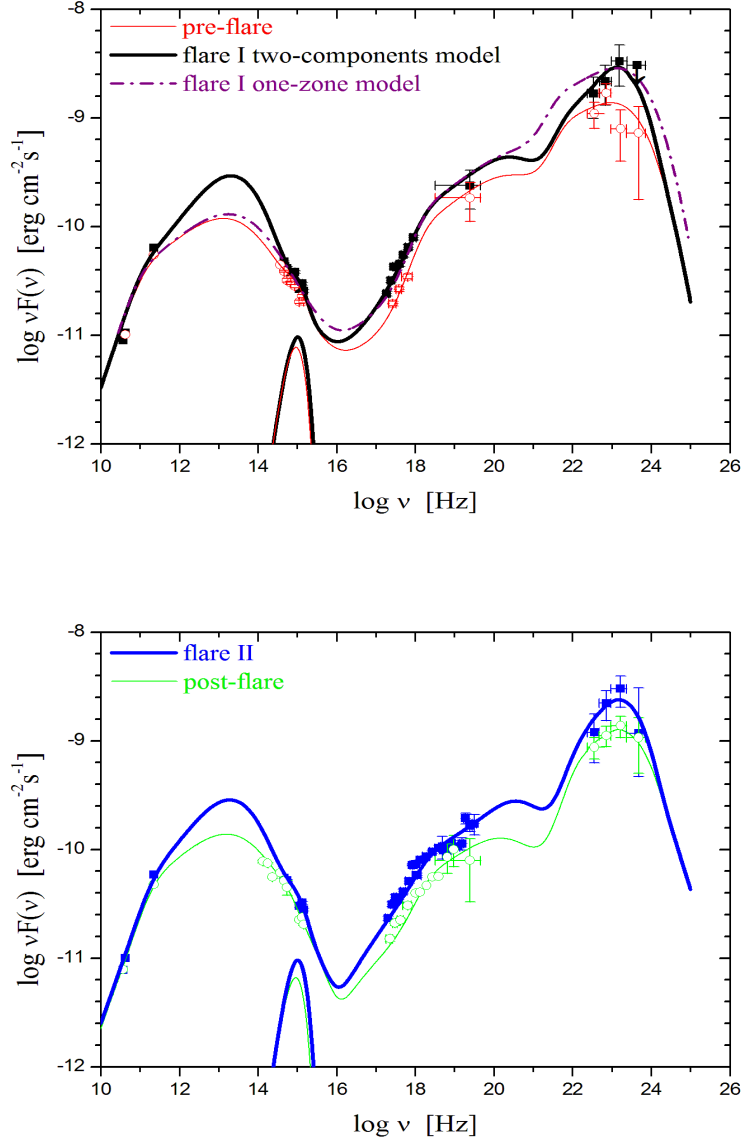 -8
pre-flare
flare I two-components model
flare I one-zone model
-9
-10
-11
-12
log νF(ν) [erg cm⁻²s⁻¹]
10 12 14 16 18 20 22 24 26
log ν [Hz]
-8
flare II
post-flare
-9
-10
-11
-12
log νF(ν) [erg cm⁻²s⁻¹]
10 12 14 16 18 20 22 24 26
log ν [Hz]